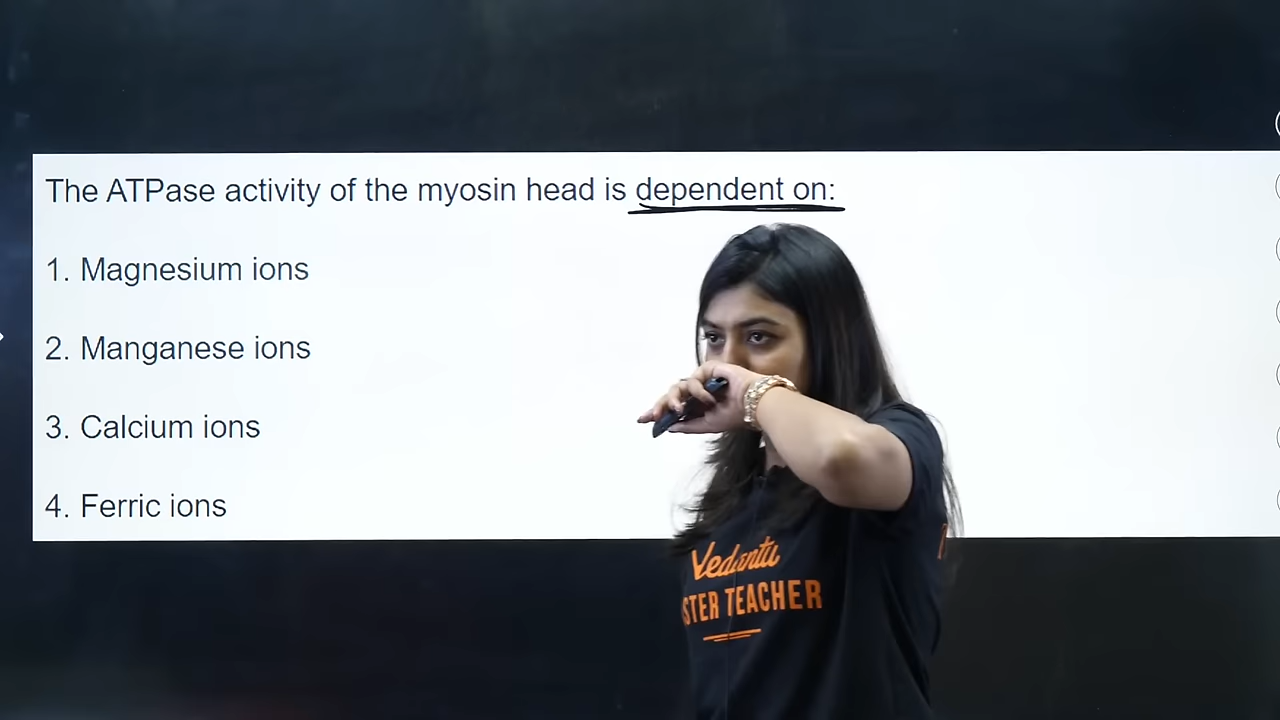 The ATPase activity of the myosin head is dependent on:
1. Magnesium ions
2. Manganese ions
3. Calcium ions
4. Ferric ions
Vedantu
STER TEACHER